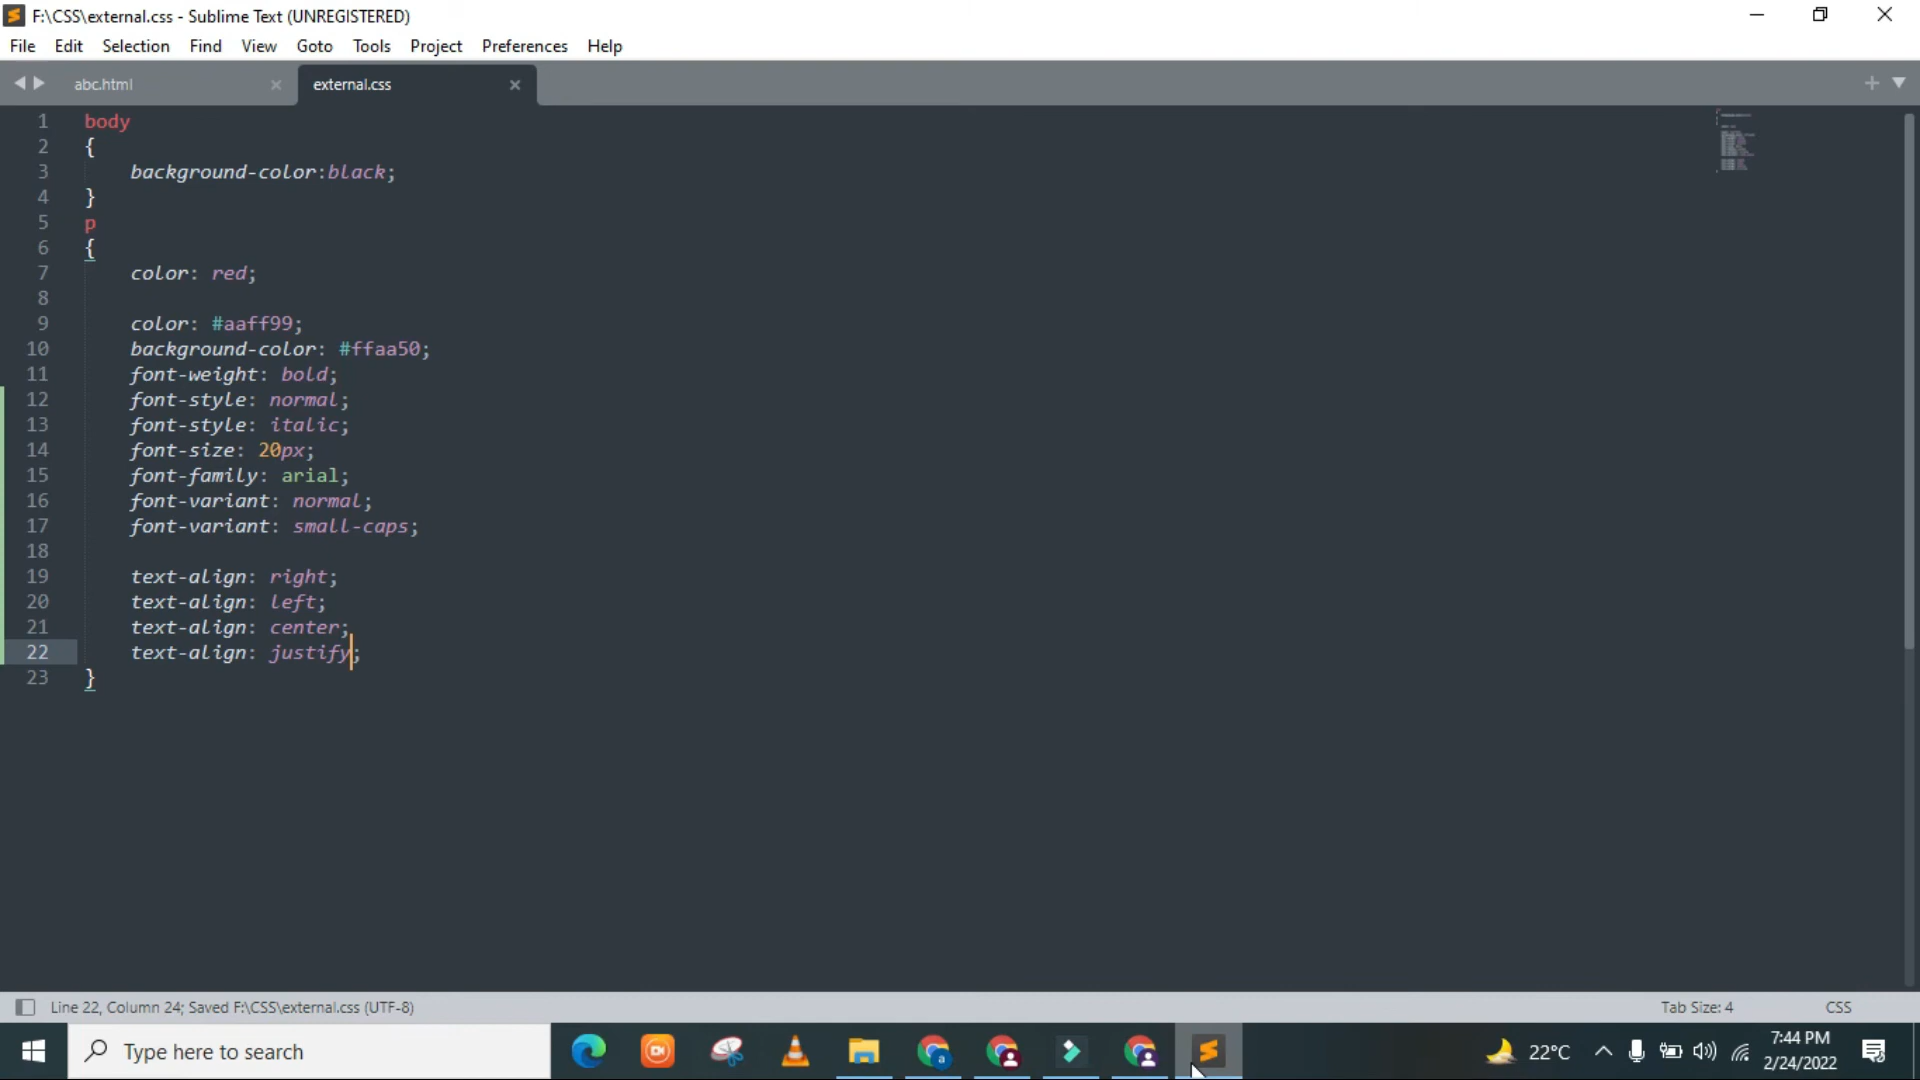 F:\CSS\external.css - Sublime Text (UNREGISTERED)
File Edit Selection Find View Goto Tools Project Preferences Help
abc.html external.css
1 body
2 {
3 background-color:black;
4 }
5 p
6 {
7 color: red;
8
9 color: #aaff99;
10 background-color: #ffaa50;
11 font-weight: bold;
12 font-style: normal;
13 font-style: italic;
14 font-size: 20px;
15 font-family: arial;
16 font-variant: normal;
17 font-variant: small-caps;
18
19 text-align: right;
20 text-align: left;
21 text-align: center;
22 text-align: justify;
23 }
Line 22, Column 24; Saved F:\CSS\external.css (UTF-8) Tab Size: 4 CSS
Type here to search 22°C 7:44 PM
2/24/2022